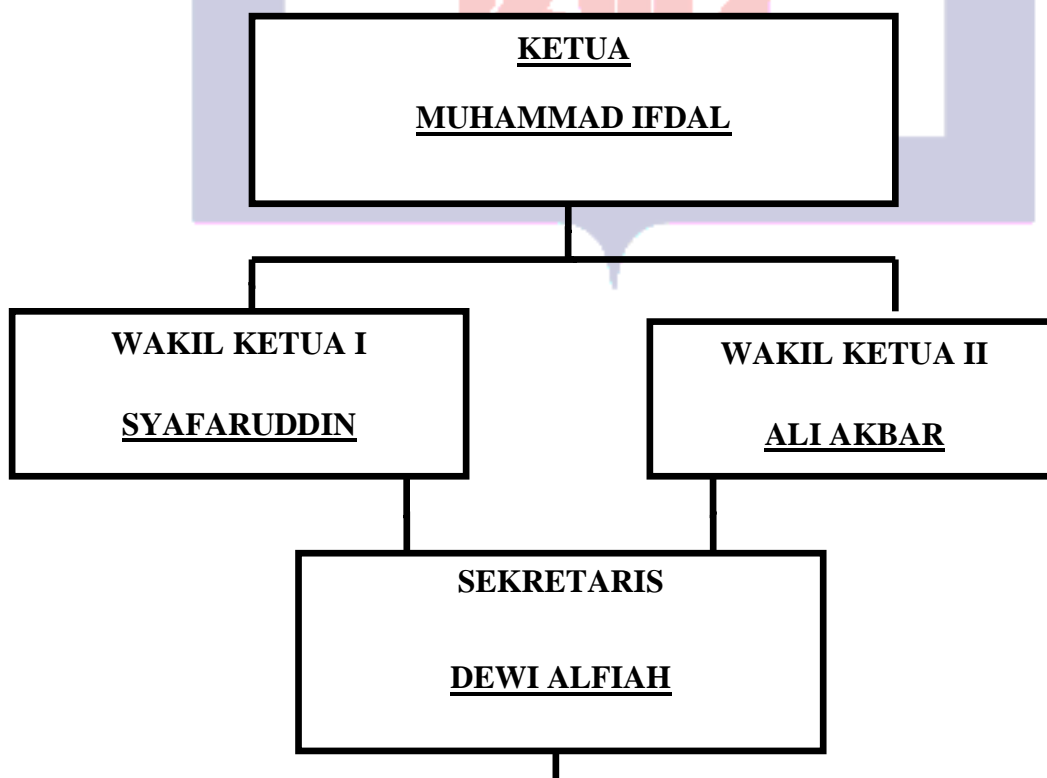 KETUA
MUHAMMAD IFDAL
WAKIL KETUA I
SYAFARUDDIN
WAKIL KETUA II
ALI AKBAR
SEKRETARIS
DEWI ALFIAH